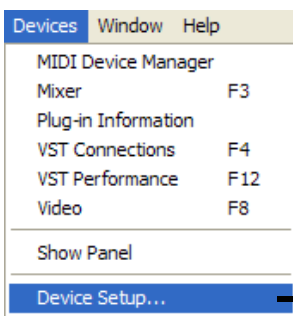 Devices Window Help
MIDI Device Manager
Mixer F3
Plug-in Information
VST Connections F4
VST Performance F12
Video F8
Show Panel
Device Setup...